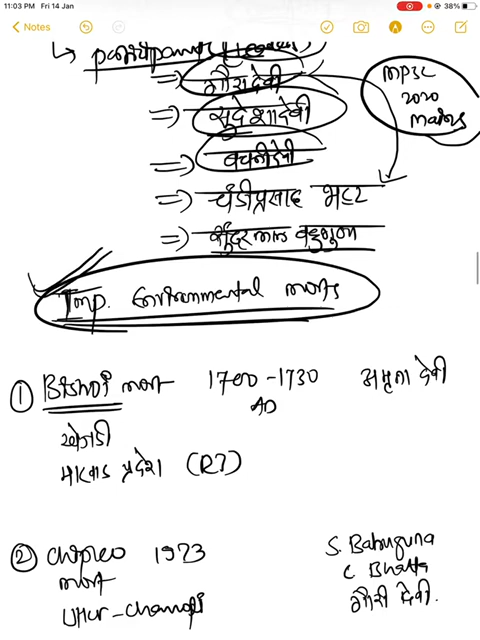 11:03 PM Fri 14 Jan
38%
Notes
↳ participants (leaders)
⇒ गौरादेवी
MPSC
2020
mains
⇒ सुदेशादेवी
⇒ बचनीदेवी
⇒ चंडीप्रसाद भट्ट
⇒ सुंदरलाल बहुगुणा
Imp. Environmental movts
① Bishnoi movt 1700-1730 अमृता देवी
AD
खेजडी
मारवाड प्रदेश (RJ)
② chipko 1973 S. Bahuguna
movt C Bhatt
Uttar-Chamoli गौरी देवी.